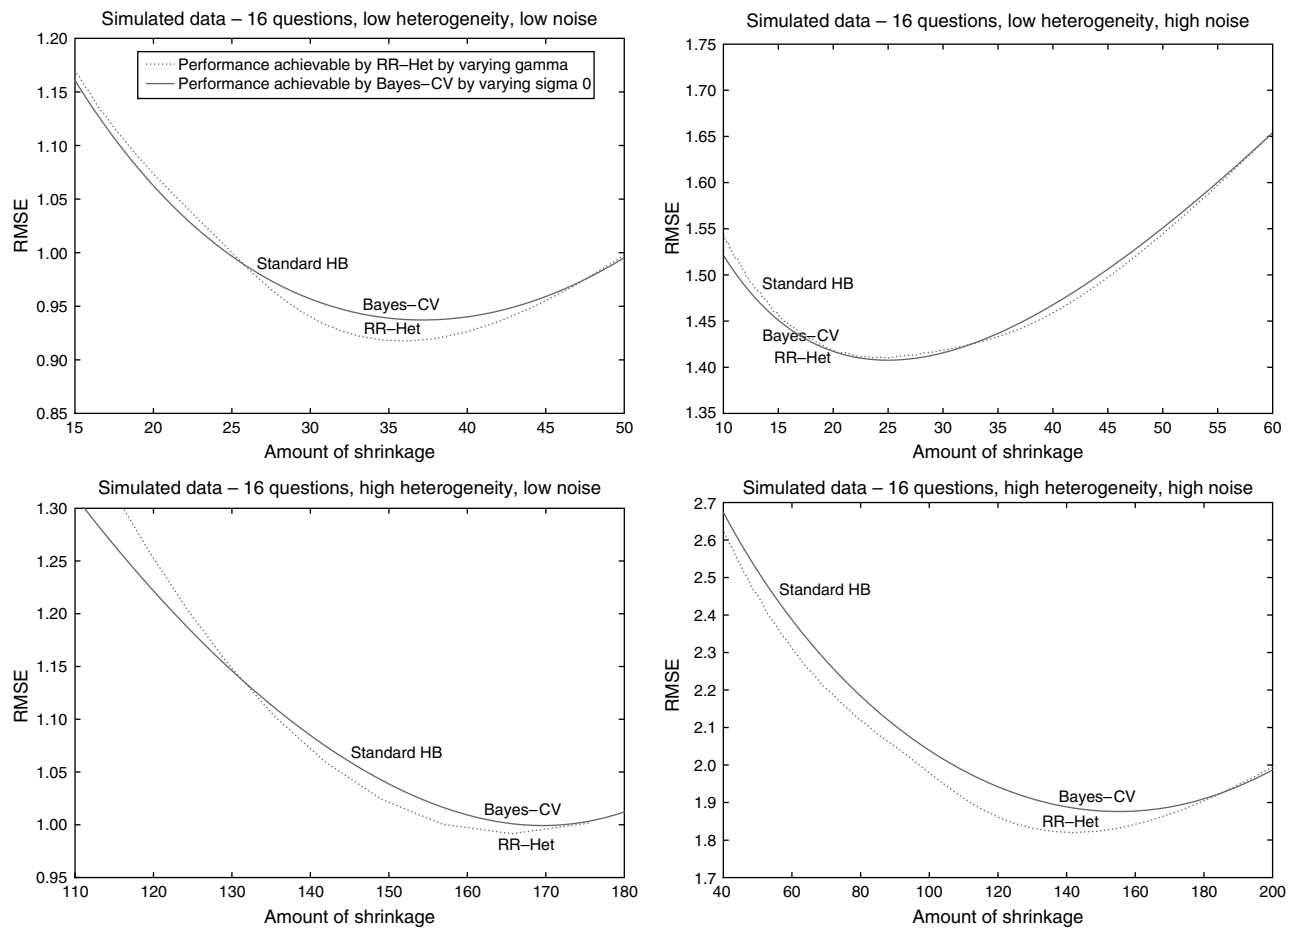 Simulated data – 16 questions, low heterogeneity, low noise
1.20
1.15
1.10
1.05
1.00
0.95
0.90
0.85
RMSE
Performance achievable by RR–Het by varying gamma
Performance achievable by Bayes–CV by varying sigma 0
Standard HB
Bayes–CV
RR–Het
15 20 25 30 35 40 45 50
Amount of shrinkage
Simulated data – 16 questions, low heterogeneity, high noise
1.75
1.70
1.65
1.60
1.55
1.50
1.45
1.40
1.35
RMSE
Standard HB
Bayes–CV
RR–Het
10 15 20 25 30 35 40 45 50 55 60
Amount of shrinkage
Simulated data – 16 questions, high heterogeneity, low noise
1.30
1.25
1.20
1.15
1.10
1.05
1.00
0.95
RMSE
Standard HB
Bayes–CV
RR–Het
110 120 130 140 150 160 170 180
Amount of shrinkage
Simulated data – 16 questions, high heterogeneity, high noise
2.7
2.6
2.5
2.4
2.3
2.2
2.1
2.0
1.9
1.8
1.7
RMSE
Standard HB
Bayes–CV
RR–Het
40 60 80 100 120 140 160 180 200
Amount of shrinkage